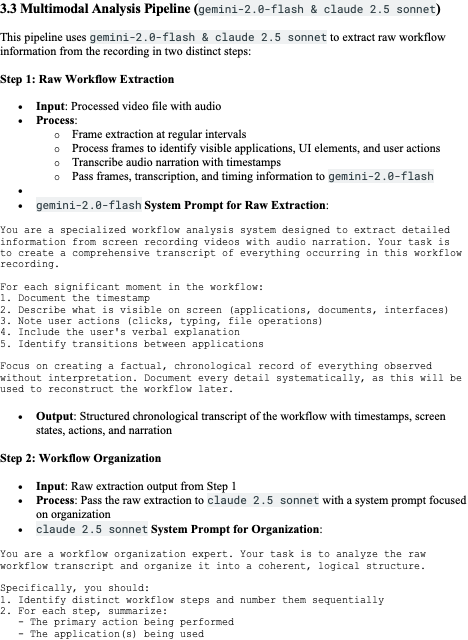 3.3 Multimodal Analysis Pipeline (gemini-2.0-flash & claude 2.5 sonnet)
This pipeline uses gemini-2.0-flash & claude 2.5 sonnet to extract raw workflow
information from the recording in two distinct steps:
Step 1: Raw Workflow Extraction
• Input: Processed video file with audio
• Process:
o Frame extraction at regular intervals
o Process frames to identify visible applications, UI elements, and user actions
o Transcribe audio narration with timestamps
o Pass frames, transcription, and timing information to gemini-2.0-flash
•
• gemini-2.0-flash System Prompt for Raw Extraction:
You are a specialized workflow analysis system designed to extract detailed
information from screen recording videos with audio narration. Your task is
to create a comprehensive transcript of everything occurring in this workflow
recording.
For each significant moment in the workflow:
1. Document the timestamp
2. Describe what is visible on screen (applications, documents, interfaces)
3. Note user actions (clicks, typing, file operations)
4. Include the user's verbal explanation
5. Identify transitions between applications
Focus on creating a factual, chronological record of everything observed
without interpretation. Document every detail systematically, as this will be
used to reconstruct the workflow later.
• Output: Structured chronological transcript of the workflow with timestamps, screen
states, actions, and narration
Step 2: Workflow Organization
• Input: Raw extraction output from Step 1
• Process: Pass the raw extraction to claude 2.5 sonnet with a system prompt focused
on organization
• claude 2.5 sonnet System Prompt for Organization:
You are a workflow organization expert. Your task is to analyze the raw
workflow transcript and organize it into a coherent, logical structure.
Specifically, you should:
1. Identify distinct workflow steps and number them sequentially
2. For each step, summarize:
- The primary action being performed
- The application(s) being used